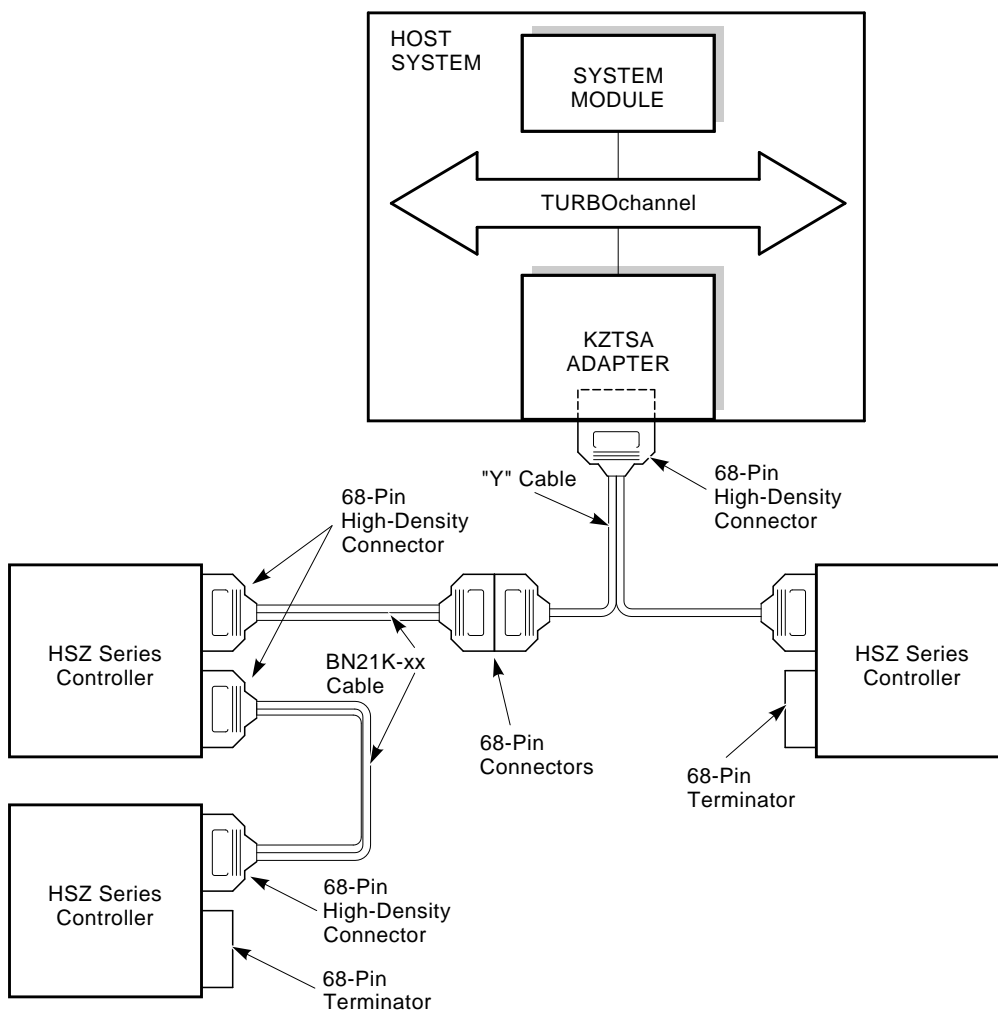 HOST
SYSTEM
SYSTEM
MODULE
TURBOchannel
KZTSA
ADAPTER
"Y" Cable
68-Pin
High-Density
Connector
68-Pin
High-Density
Connector
HSZ Series
Controller
BN21K-xx
Cable
68-Pin
Connectors
HSZ Series
Controller
68-Pin
Terminator
HSZ Series
Controller
68-Pin
High-Density
Connector
68-Pin
Terminator